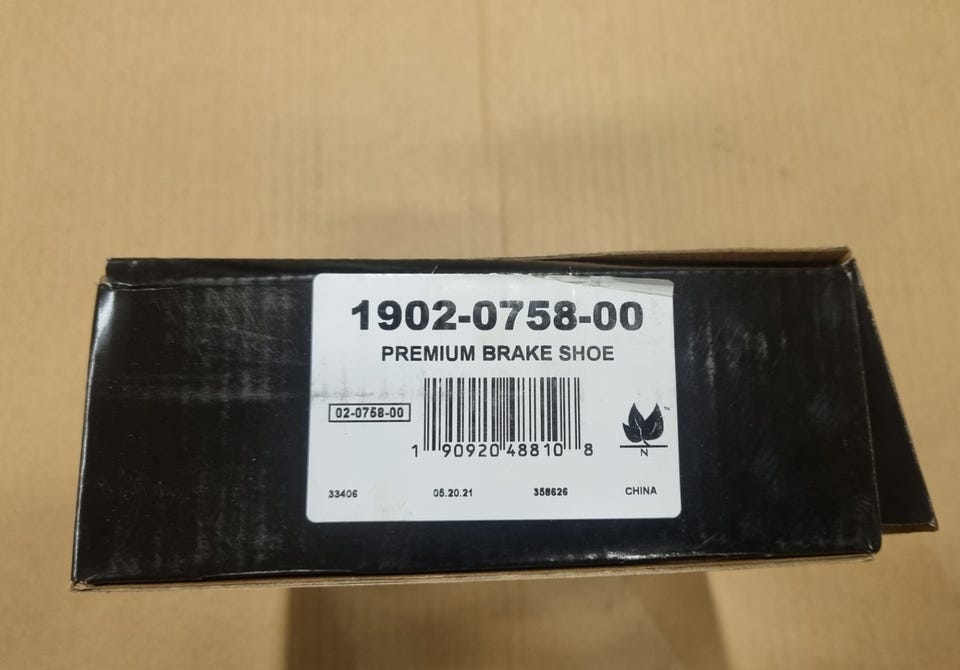 1902-0758-00
PREMIUM BRAKE SHOE
02-0758-00
1 90920 48810 8
™
N
33406 05.20.21 358626 CHINA